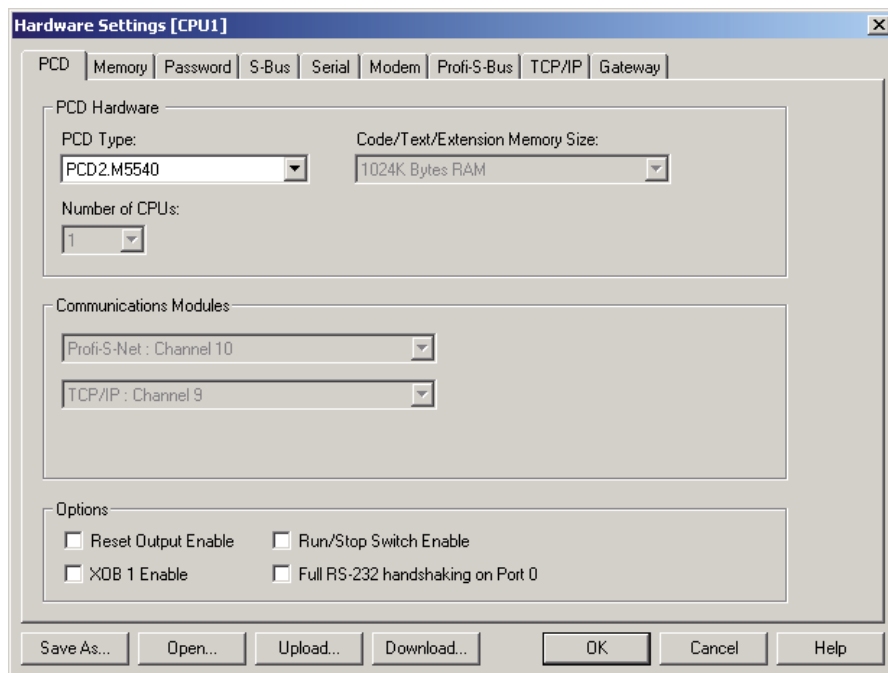 Hardware Settings [CPU1]
PCD Memory Password S-Bus Serial Modem Profi-S-Bus TCP/IP Gateway
PCD Hardware
PCD Type: Code/Text/Extension Memory Size:
PCD2.M5540 1024K Bytes RAM
Number of CPUs:
1
Communications Modules
Profi-S-Net : Channel 10
TCP/IP : Channel 9
Options
Reset Output Enable Run/Stop Switch Enable
XOB 1 Enable Full RS-232 handshaking on Port 0
Save As... Open... Upload... Download... OK Cancel Help